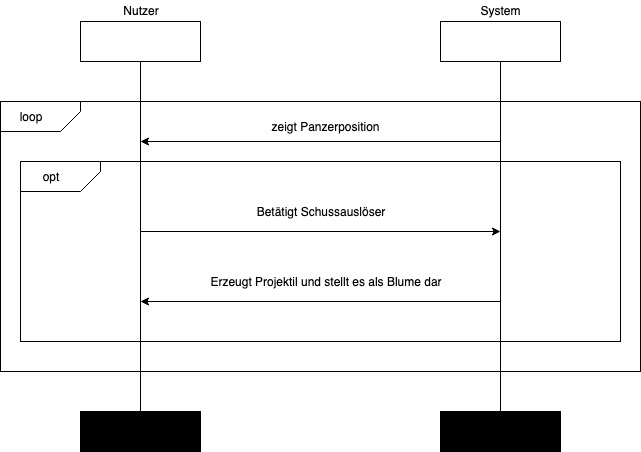 Nutzer
System
loop
zeigt Panzerposition
opt
Betätigt Schussauslöser
Erzeugt Projektil und stellt es als Blume dar